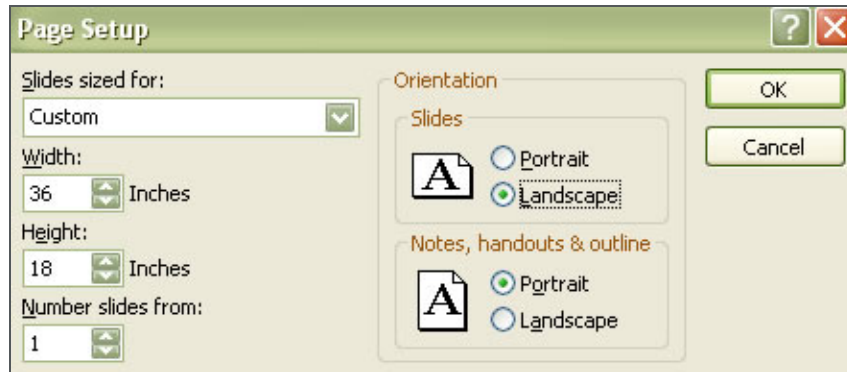 Page Setup
Slides sized for:
Custom
Width:
36 Inches
Height:
18 Inches
Number slides from:
1
Orientation
Slides
A
Portrait
Landscape
Notes, handouts & outline
A
Portrait
Landscape
OK
Cancel